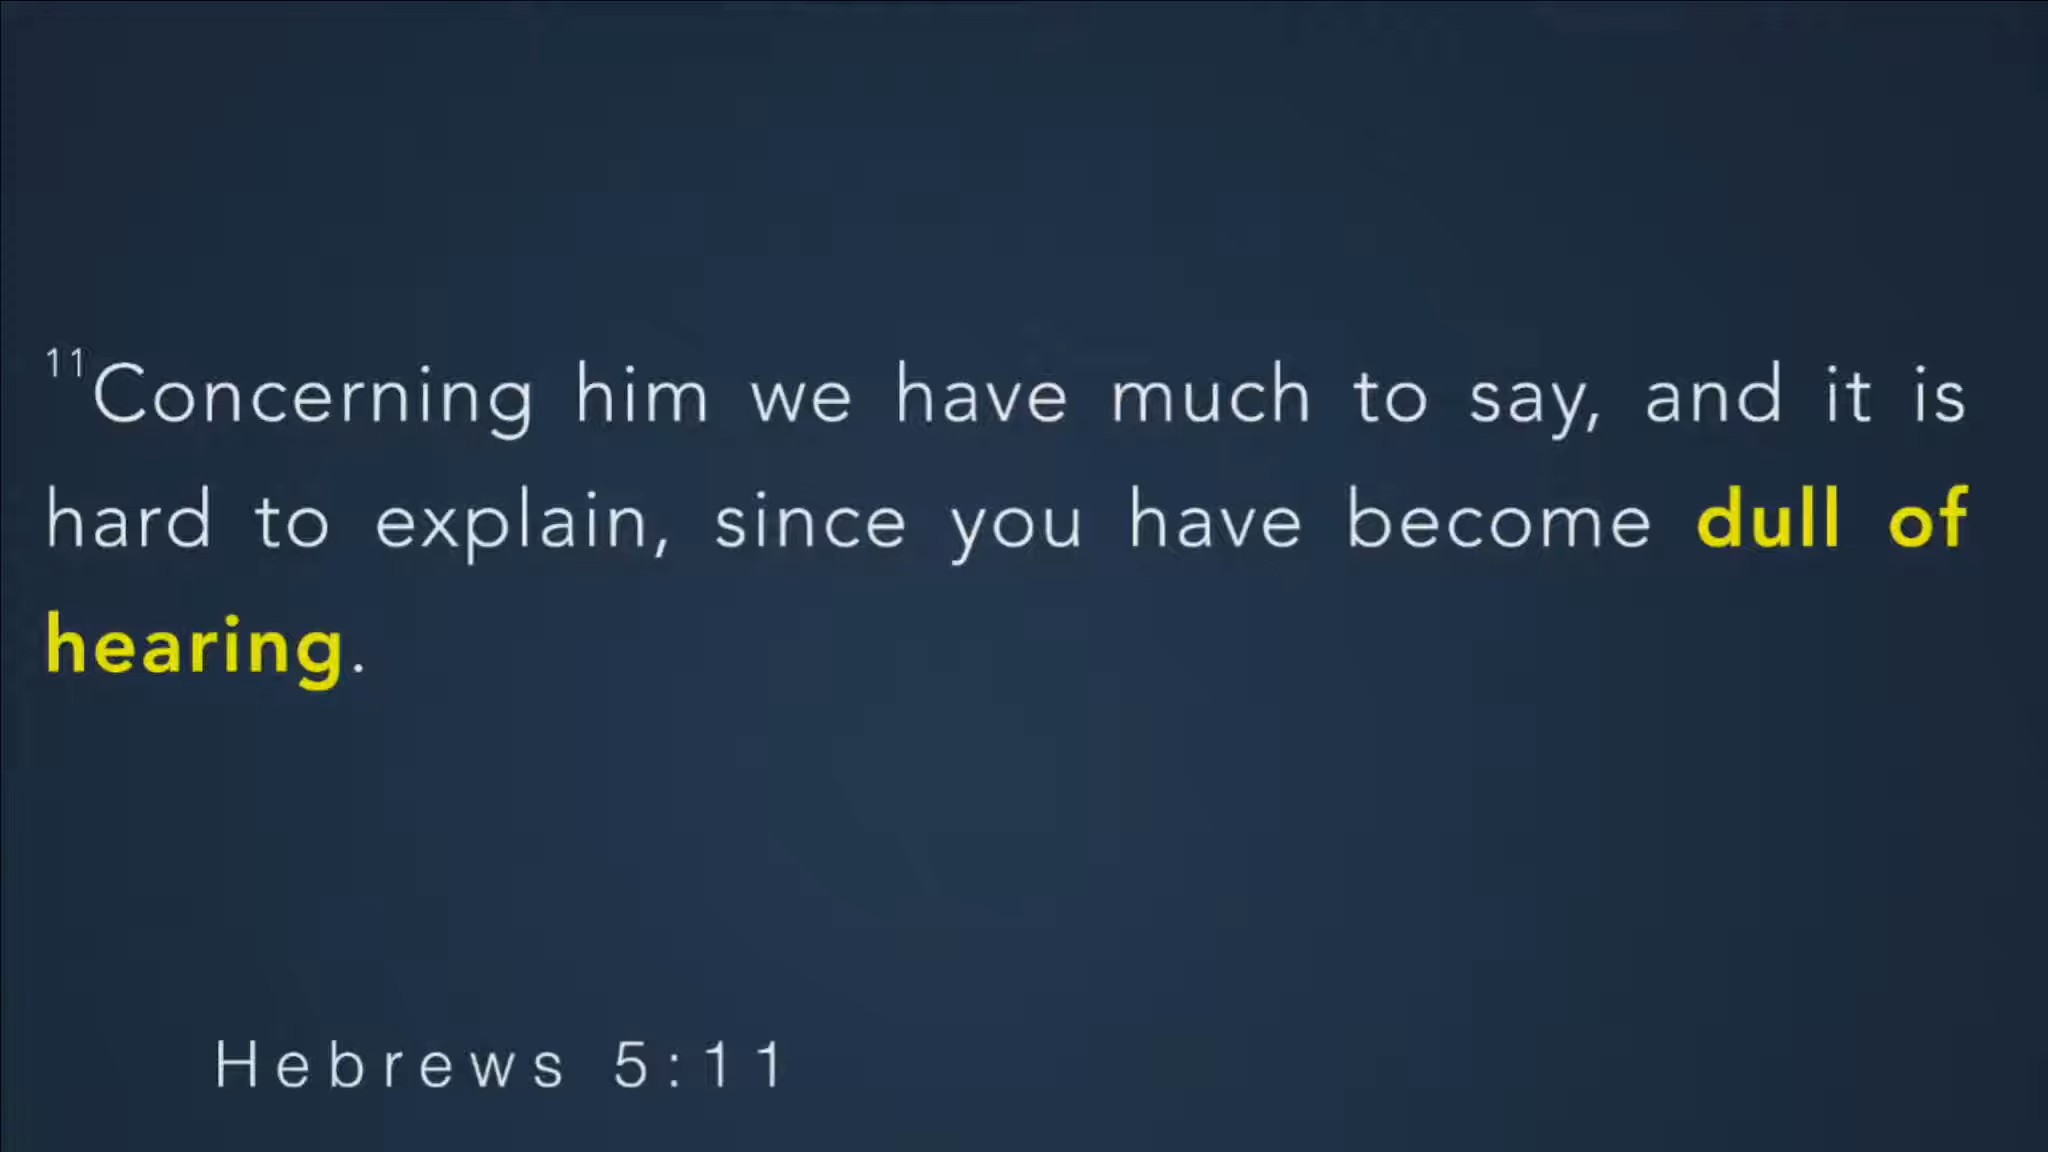 11Concerning him we have much to say, and it is
hard to explain, since you have become dull of
hearing.
Hebrews 5:11